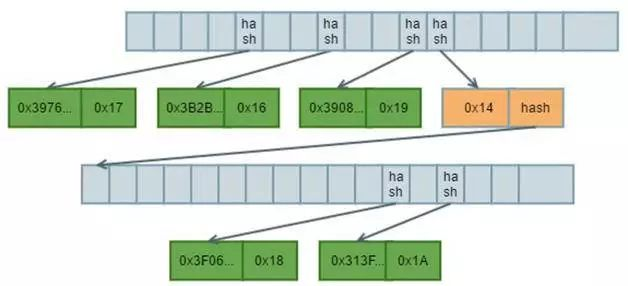 ha sh ha sh ha sh ha sh
0x3976... 0x17 0x3B2B... 0x16 0x3908... 0x19 0x14 hash
ha sh ha sh
0x3F06... 0x18 0x313F... 0x1A